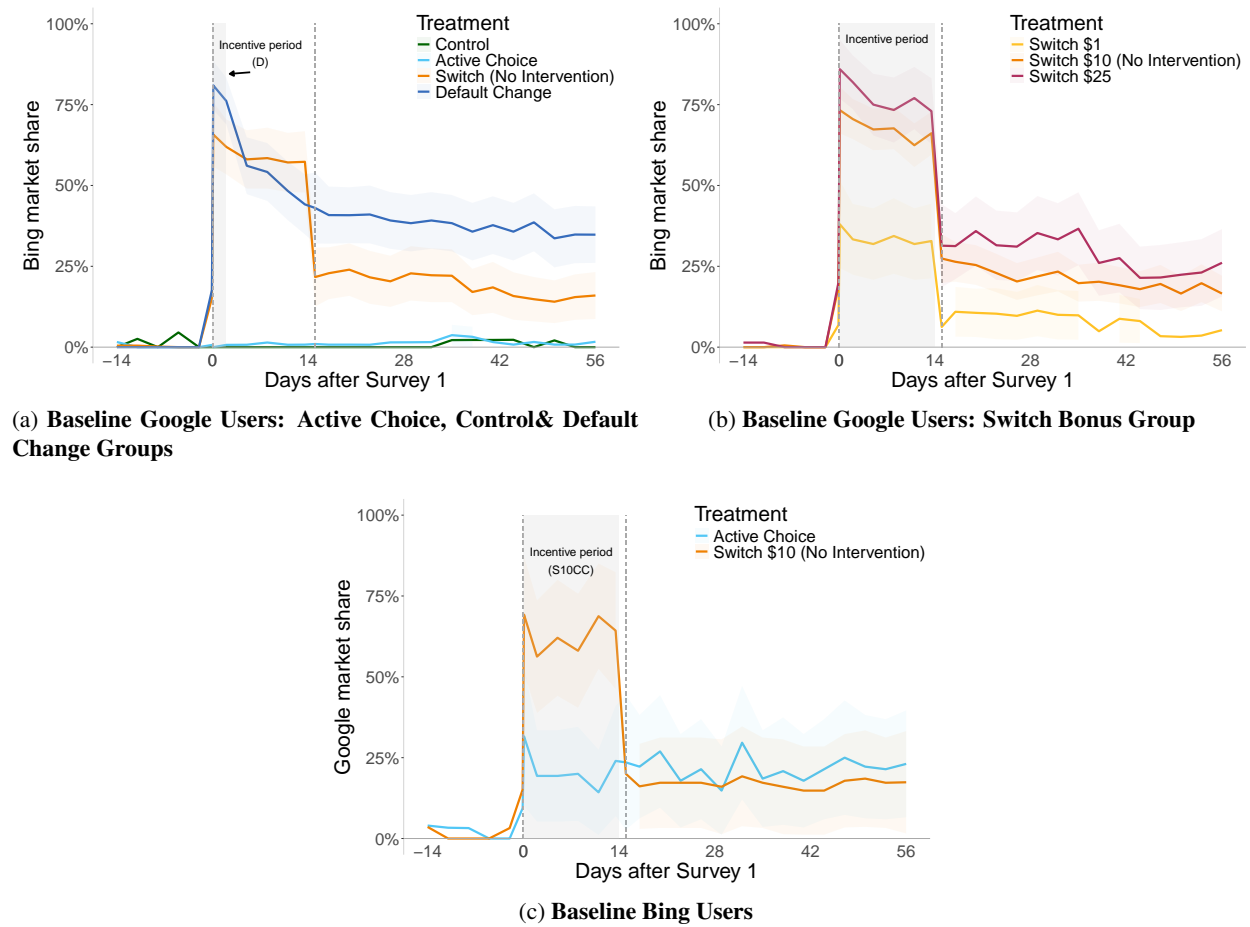 Treatment
Control
Active Choice
Switch (No Intervention)
Default Change
Incentive period
(D)
100%
75%
50%
25%
0%
Bing market share
−14
0
14
28
42
56
Days after Survey 1
(a) Baseline Google Users: Active Choice, Control& Default
Change Groups
Treatment
Switch $1
Switch $10 (No Intervention)
Switch $25
Incentive period
100%
75%
50%
25%
0%
Bing market share
−14
0
14
28
42
56
Days after Survey 1
(b) Baseline Google Users: Switch Bonus Group
Treatment
Active Choice
Switch $10 (No Intervention)
Incentive period
(S10CC)
100%
75%
50%
25%
0%
Google market share
−14
0
14
28
42
56
Days after Survey 1
(c) Baseline Bing Users